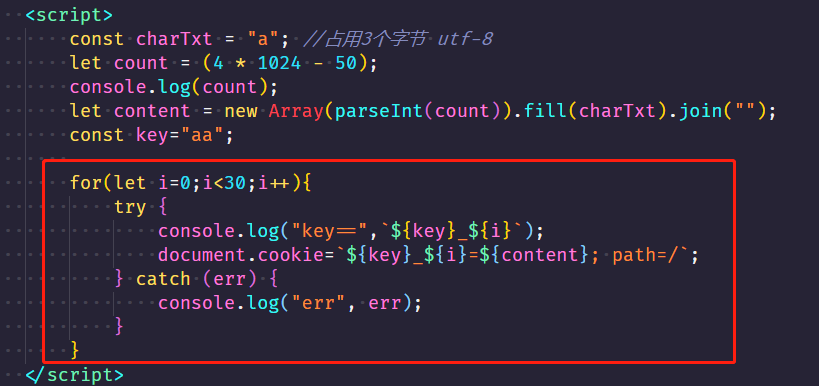 <script>
const charTxt = "a"; //占用3个字节 utf-8
let count = (4 * 1024 - 50);
console.log(count);
let content = new Array(parseInt(count)).fill(charTxt).join("");
const key="aa";
for(let i=0;i<30;i++){
try {
console.log("key==",`${key}_${i}`);
document.cookie=`${key}_${i}=${content}; path=/`;
} catch (err) {
console.log("err", err);
}
}
</script>